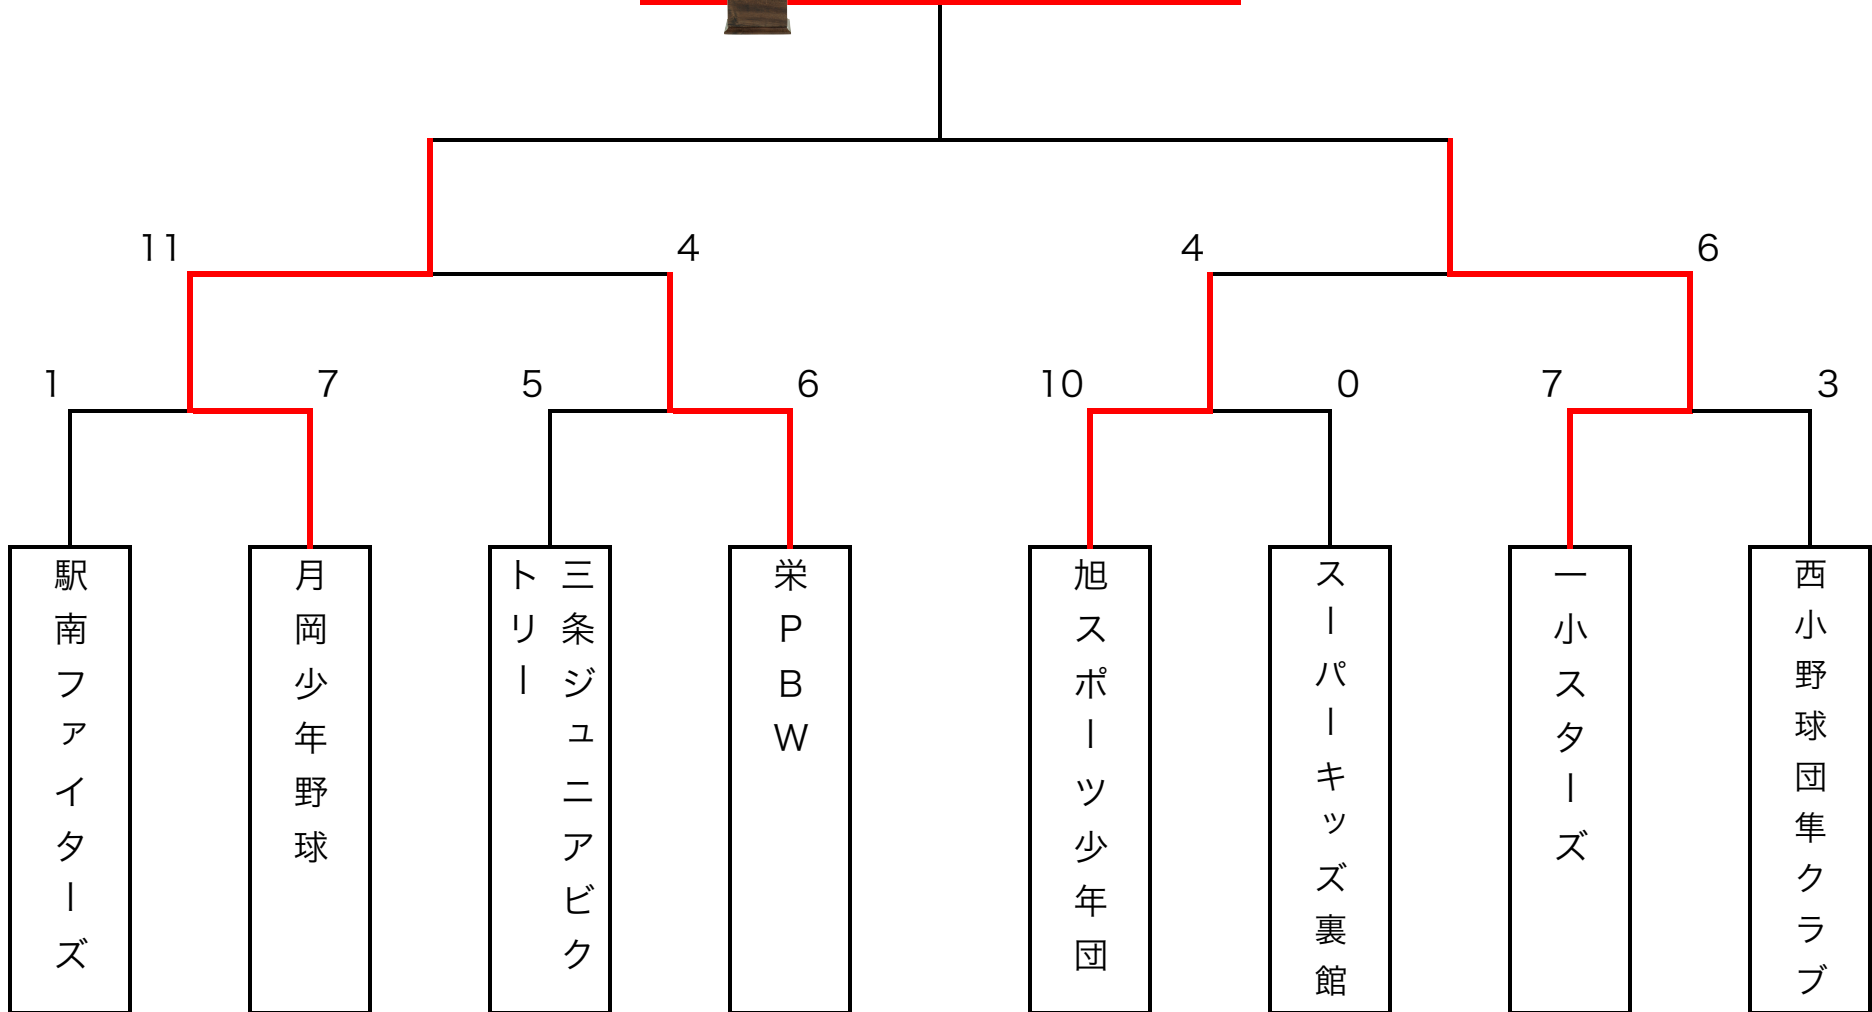 11
4
4
6
1
7
5
6
10
0
7
3
駅南ファイターズ
月岡少年野球
三条ジュニアビク
トリー
栄PBW
旭スポーツ少年団
スーパーキッズ裏館
一小スターズ
西小野球団隼クラブ